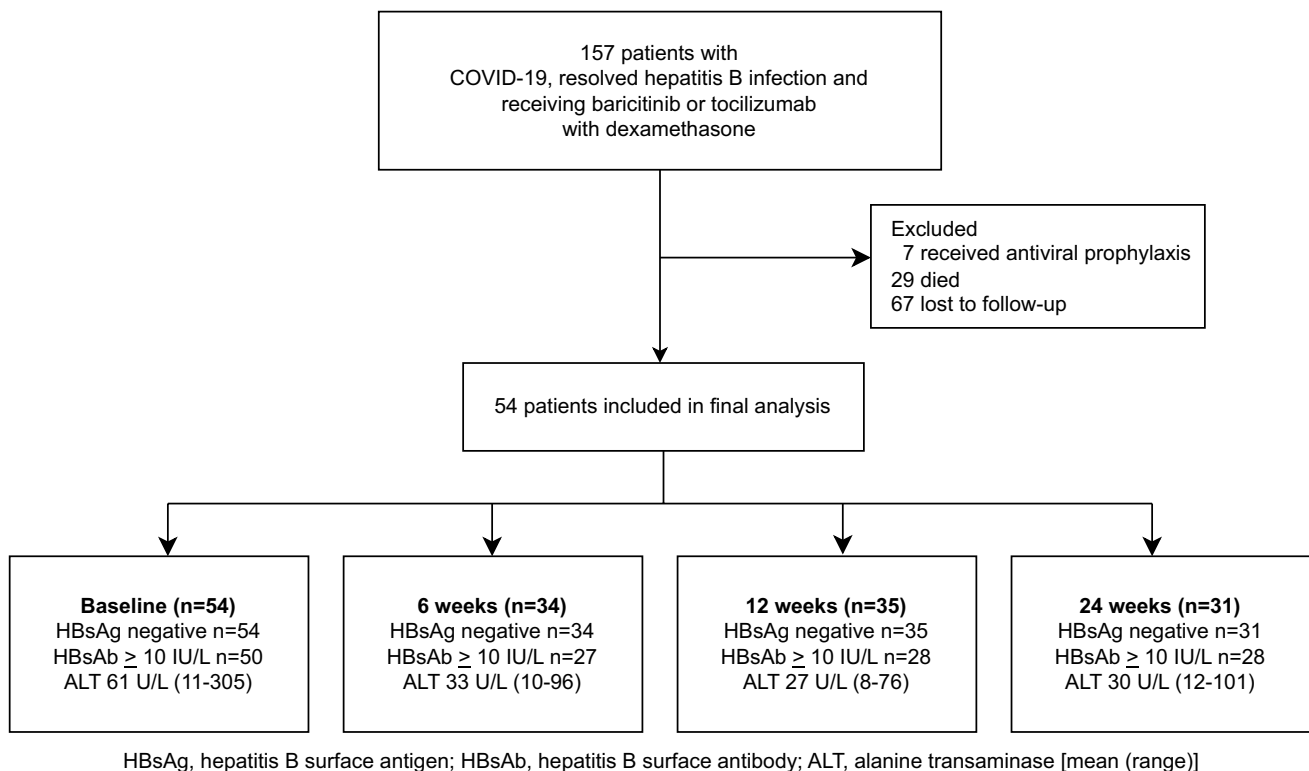 157 patients with
COVID-19, resolved hepatitis B infection and
receiving baricitinib or tocilizumab
with dexamethasone
Excluded
7 received antiviral prophylaxis
29 died
67 lost to follow-up
54 patients included in final analysis
Baseline (n=54)
HBsAg negative n=54
HBsAb ≥ 10 IU/L n=50
ALT 61 U/L (11-305)
6 weeks (n=34)
HBsAg negative n=34
HBsAb ≥ 10 IU/L n=27
ALT 33 U/L (10-96)
12 weeks (n=35)
HBsAg negative n=35
HBsAb ≥ 10 IU/L n=28
ALT 27 U/L (8-76)
24 weeks (n=31)
HBsAg negative n=31
HBsAb ≥ 10 IU/L n=28
ALT 30 U/L (12-101)
HBsAg, hepatitis B surface antigen; HBsAb, hepatitis B surface antibody; ALT, alanine transaminase [mean (range)]